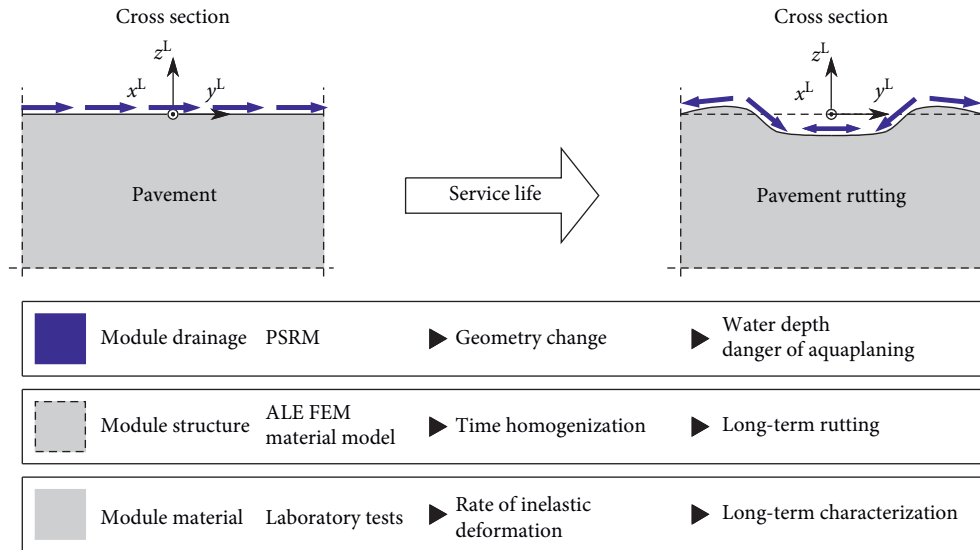 Cross section
z^L
x^L
y^L
Pavement
Service life
Cross section
z^L
x^L
y^L
Pavement rutting
Module drainage PSRM Geometry change Water depth
danger of aquaplaning
Module structure ALE FEM
material model Time homogenization Long-term rutting
Module material Laboratory tests Rate of inelastic
deformation Long-term characterization